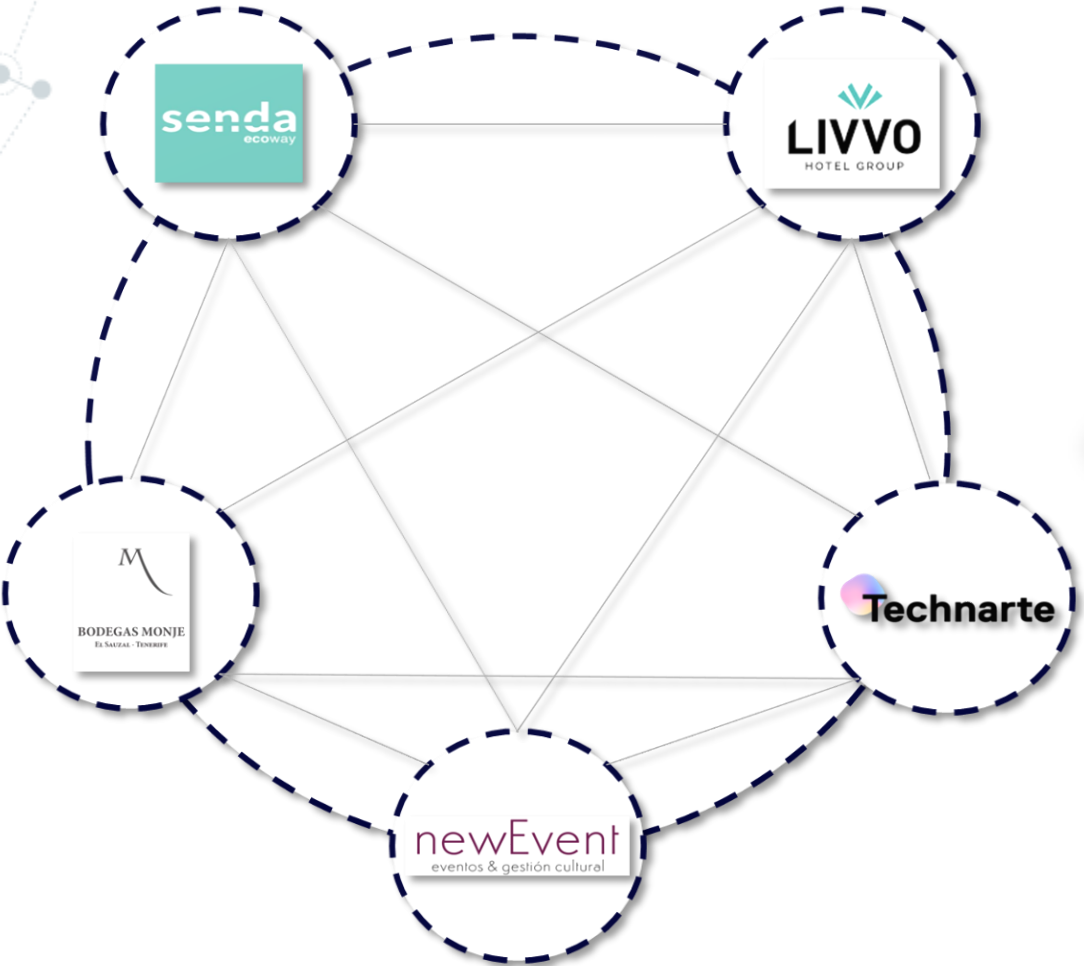 senda
ecoway
LIVVO
HOTEL GROUP
M
BODEGAS MONJE
EL SAUZAL - TENERIFE
Technarte
newEvent
eventos & gestión cultural